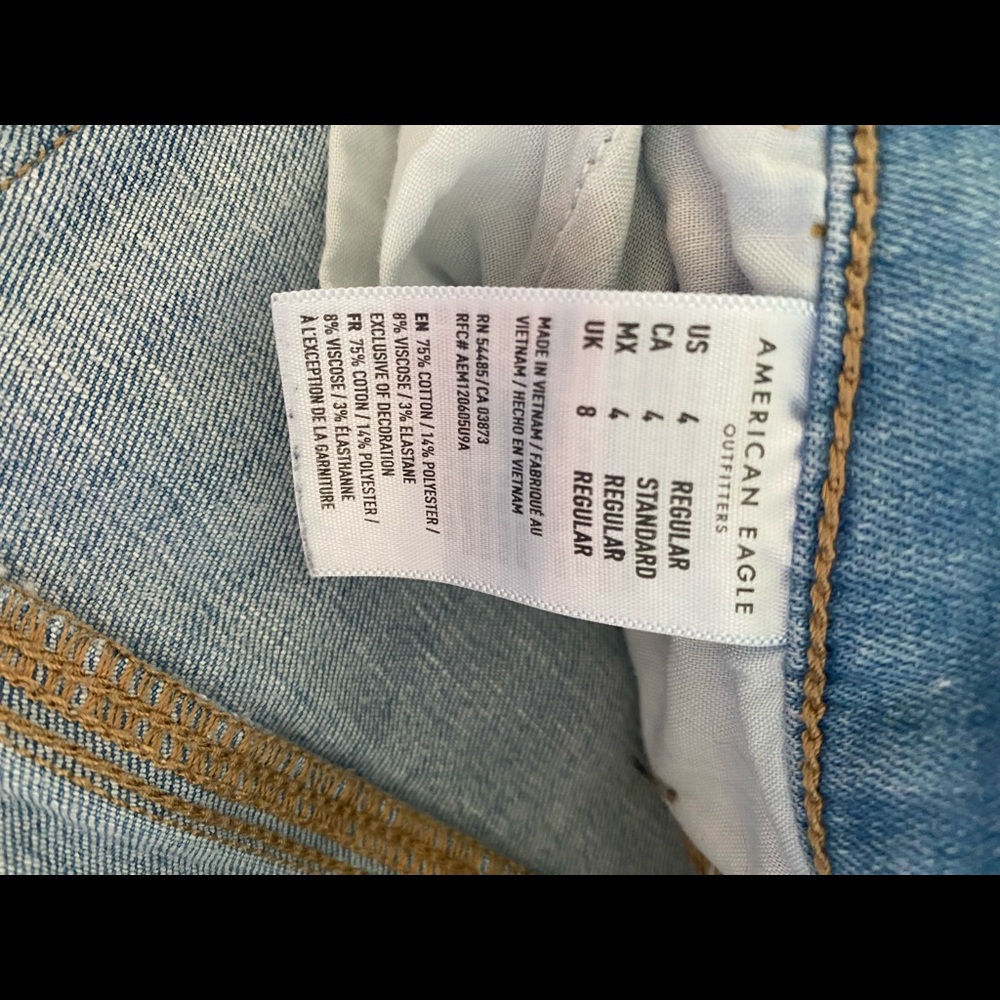 AMERICAN EAGLE
OUTFITTERS
US 4 REGULAR
CA 4 STANDARD
MX 4 REGULAR
UK 8 REGULAR
MADE IN VIETNAM / FABRIQUÉ AU
VIETNAM / HECHO EN VIETNAM
RN 54485 / CA 03873
RFC# AEM120605U9A
EN 75% COTTON / 14% POLYESTER /
8% VISCOSE / 3% ELASTANE
EXCLUSIVE OF DECORATION
FR 75% COTON / 14% POLYESTER /
8% VISCOSE / 3% ÉLASTHANNE
À L'EXCEPTION DE LA GARNITURE